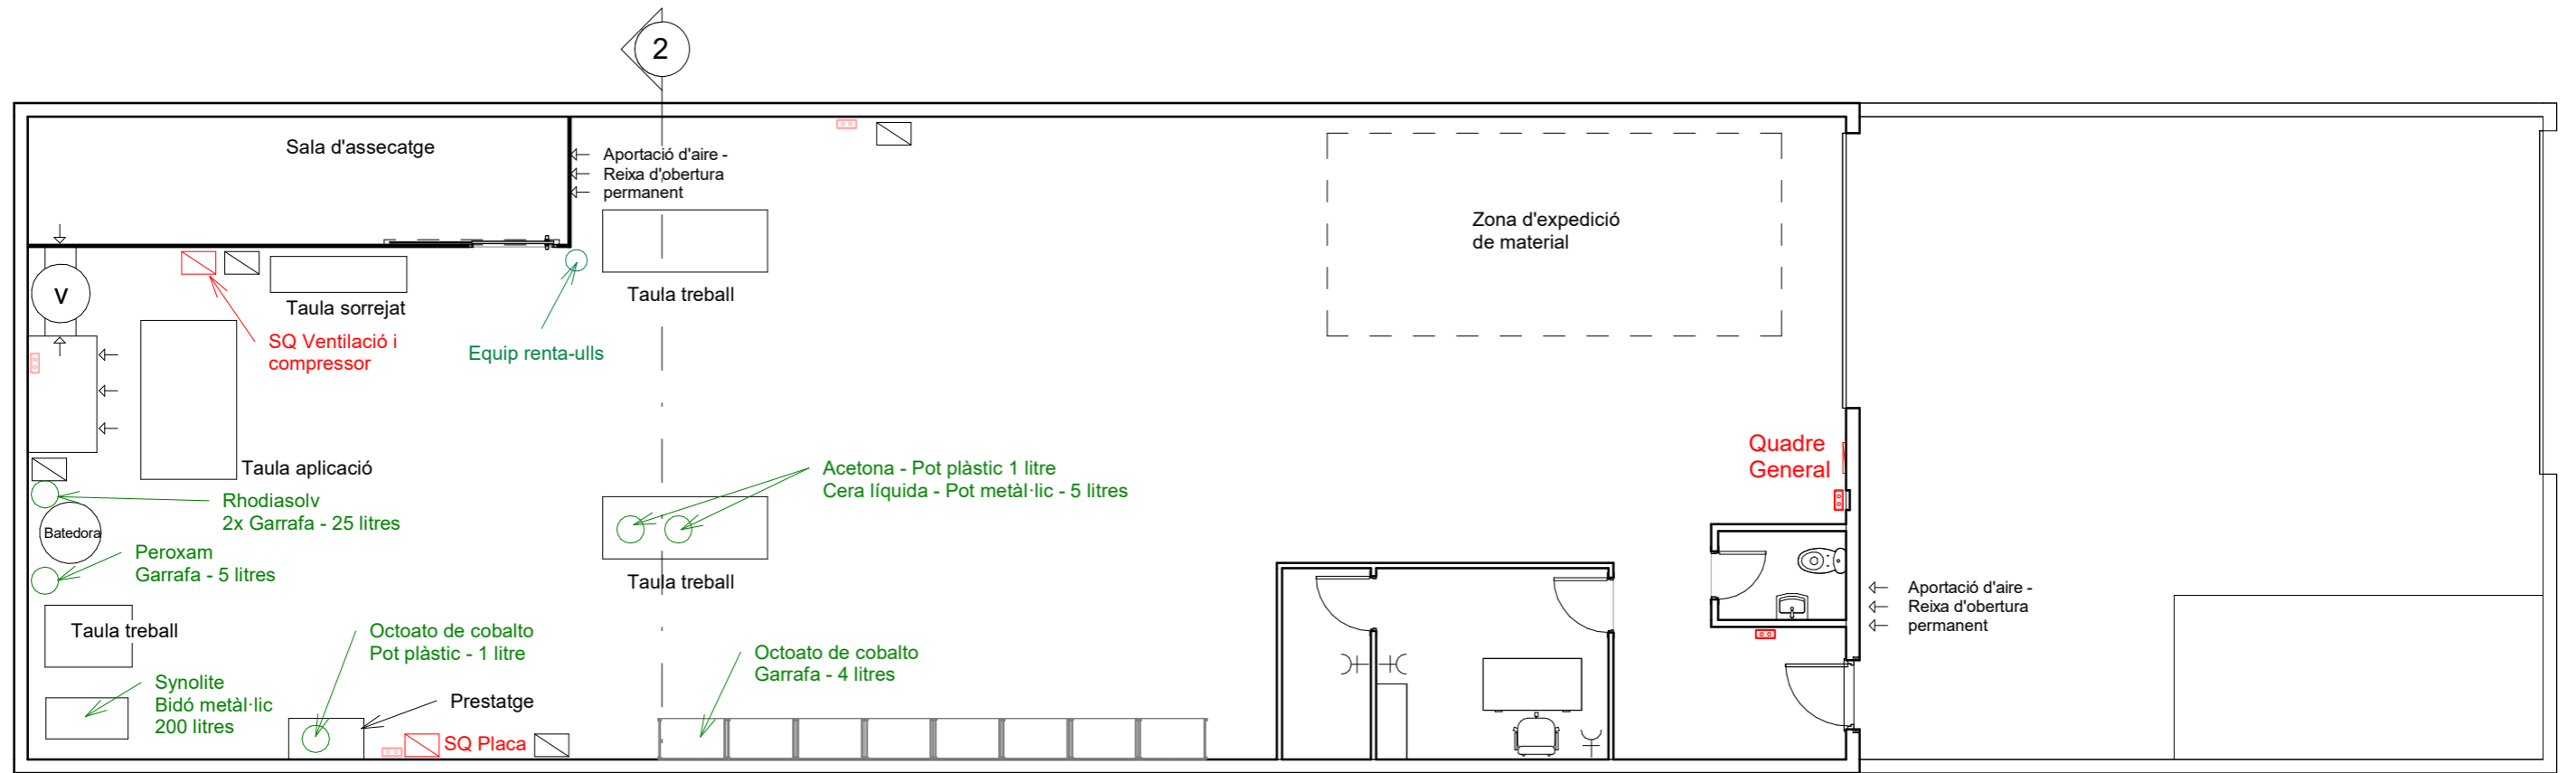 2
Sala d'assecatge
Aportació d'aire -
Reixa d'obertura
permanent
Zona d'expedició
de material
V
Taula sorrejat
Taula treball
SQ Ventilació i
compressor
Equip renta-ulls
Quadre
General
Taula aplicació
Acetona - Pot plàstic 1 litre
Cera líquida - Pot metàl·lic - 5 litres
Rhodiasolv
2x Garrafa - 25 litres
Batedora
Peroxam
Garrafa - 5 litres
Taula treball
Aportació d'aire -
Reixa d'obertura
permanent
Taula treball
Octoato de cobalto
Pot plàstic - 1 litre
Octoato de cobalto
Garrafa - 4 litres
Synolite
Bidó metàl·lic
200 litres
Prestatge
SQ Placa